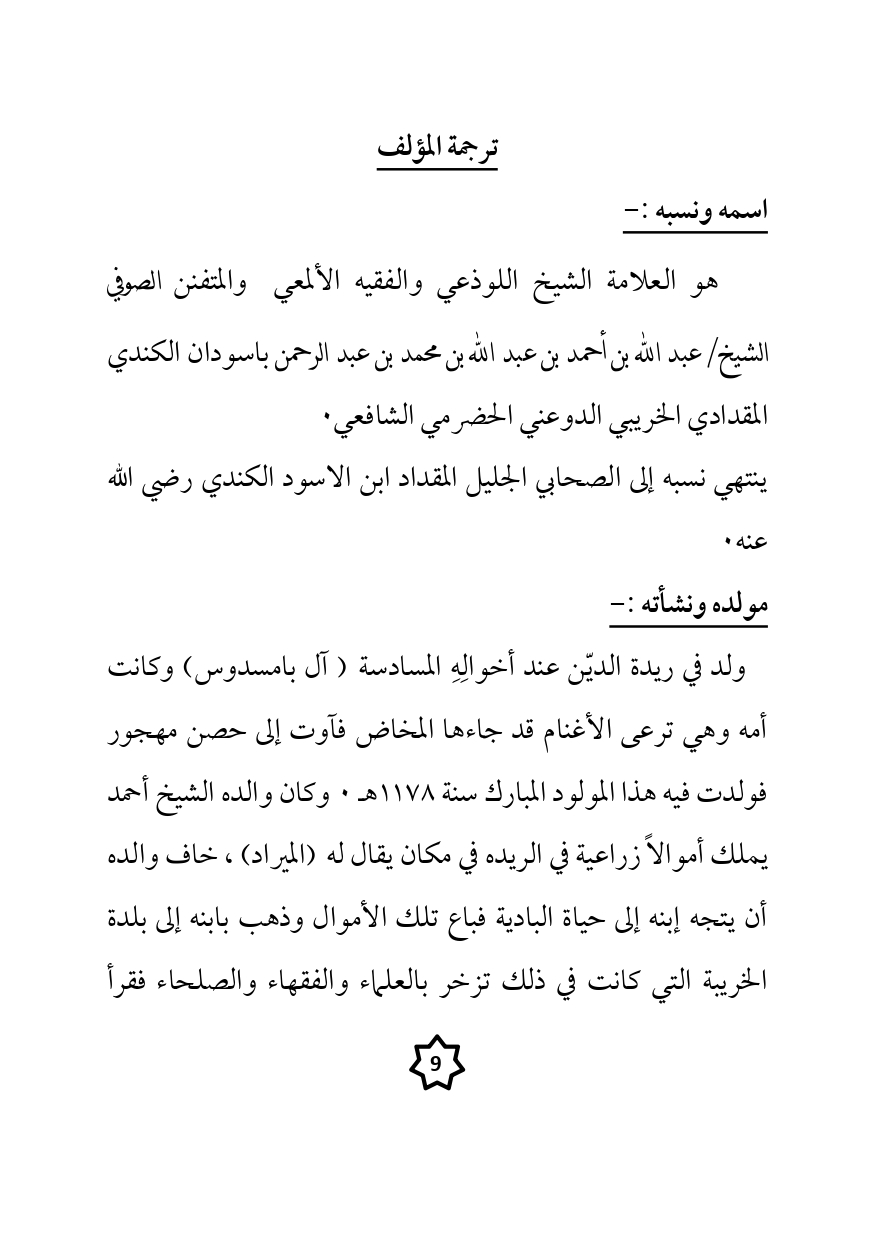 ترجمة المؤلف
اسمه ونسبه :–
هو العلامة الشيخ اللوذعي والفقيه الألمعي والمتفنن الصوفي
الشيخ/ عبد الله بن أحمد بن عبد الله بن محمد بن عبد الرحمن باسودان الكندي
المقدادي الخريبي الدوعني الحضرمي الشافعي٠
ينتهي نسبه إلى الصحابي الجليل المقداد ابن الاسود الكندي رضي الله
عنه٠
مولده ونشأته :–
ولد في ريدة الديّن عند أخوالِهِ المسادسة ( آل بامسدوس) وكانت
أمه وهي ترعى الأغنام قد جاءها المخاض فآوت إلى حصن مهجور
فولدت فيه هذا المولود المبارك سنة ١١٧٨هـ ٠ وكان والده الشيخ أحمد
يملك أموالاً زراعية في الريده في مكان يقال له (الميراد) ، خاف والده
أن يتجه إبنه إلى حياة البادية فباع تلك الأموال وذهب بابنه إلى بلدة
الخريبة التي كانت في ذلك تزخر بالعلماء والفقهاء والصلحاء فقرأ
9